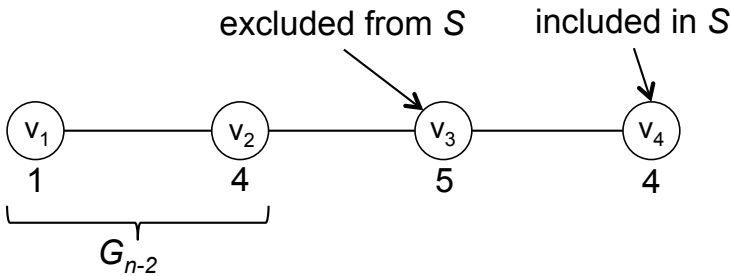 excluded from S included in S
v₁ v₂ v₃ v₄
1 4 5 4
Gₙ₋₂